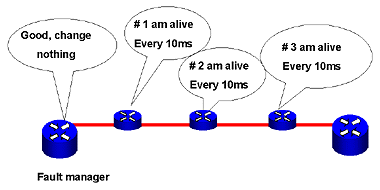 Good, change
nothing
# 1 am alive
Every 10ms
# 2 am alive
Every 10ms
# 3 am alive
Every 10ms
Fault manager